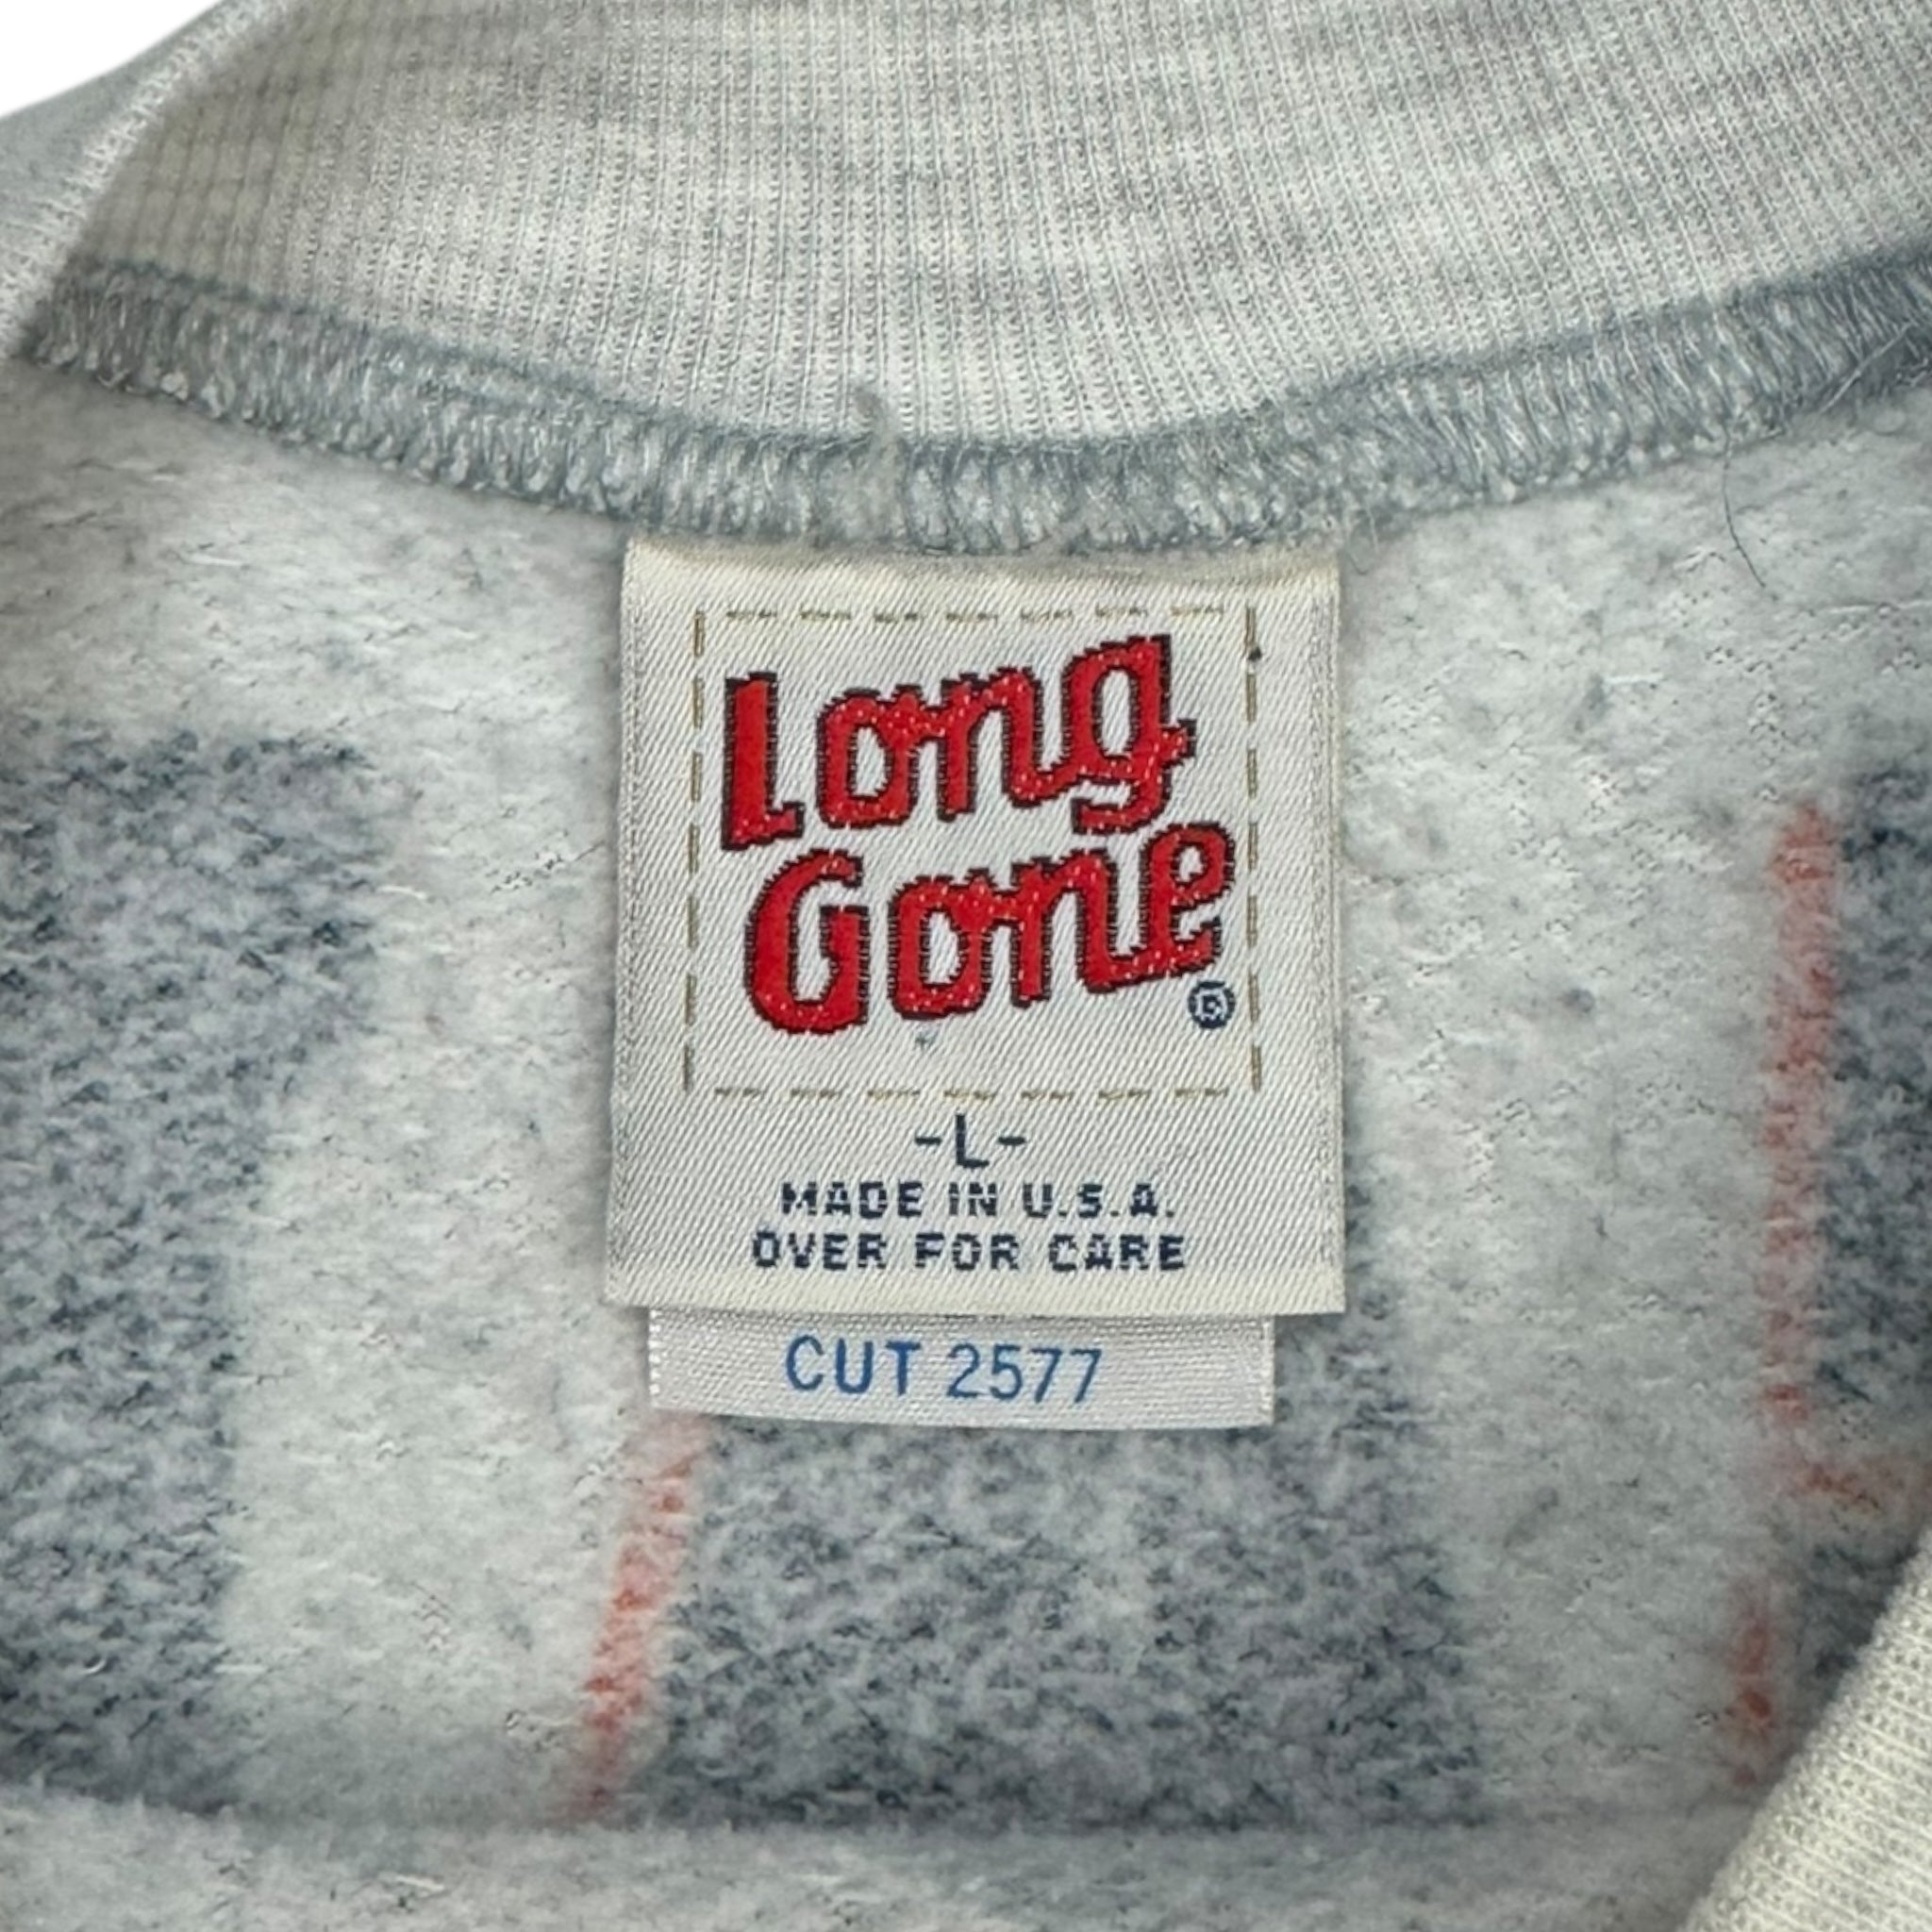 Long
Gone®
-L-
MADE IN U.S.A.
OVER FOR CARE
CUT 2577